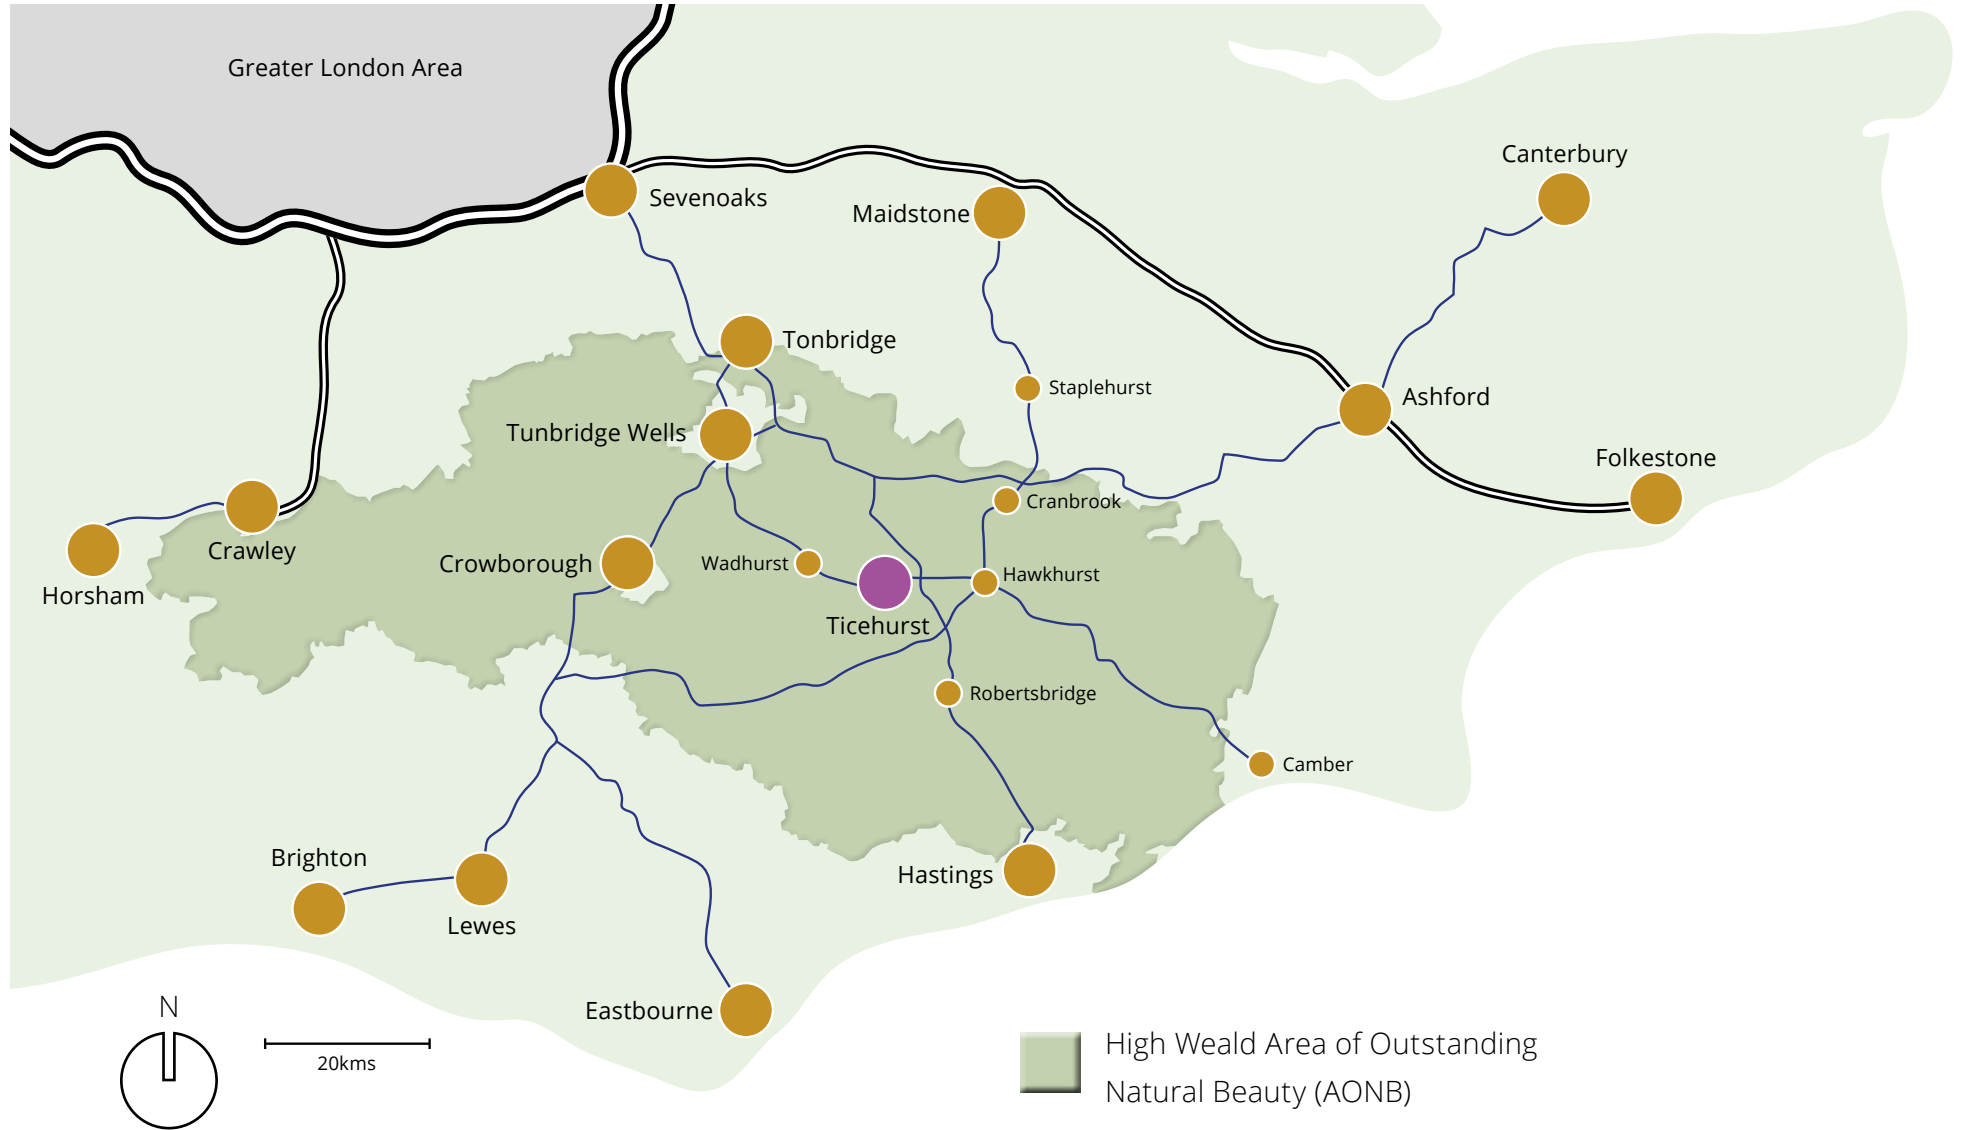 Greater London Area
Canterbury
Sevenoaks
Maidstone
Tonbridge
Staplehurst
Ashford
Tunbridge Wells
Folkestone
Cranbrook
Crawley
Crowborough
Wadhurst
Hawkhurst
Horsham
Ticehurst
Robertsbridge
Camber
Brighton
Hastings
Lewes
N
Eastbourne
20kms
High Weald Area of Outstanding
Natural Beauty (AONB)